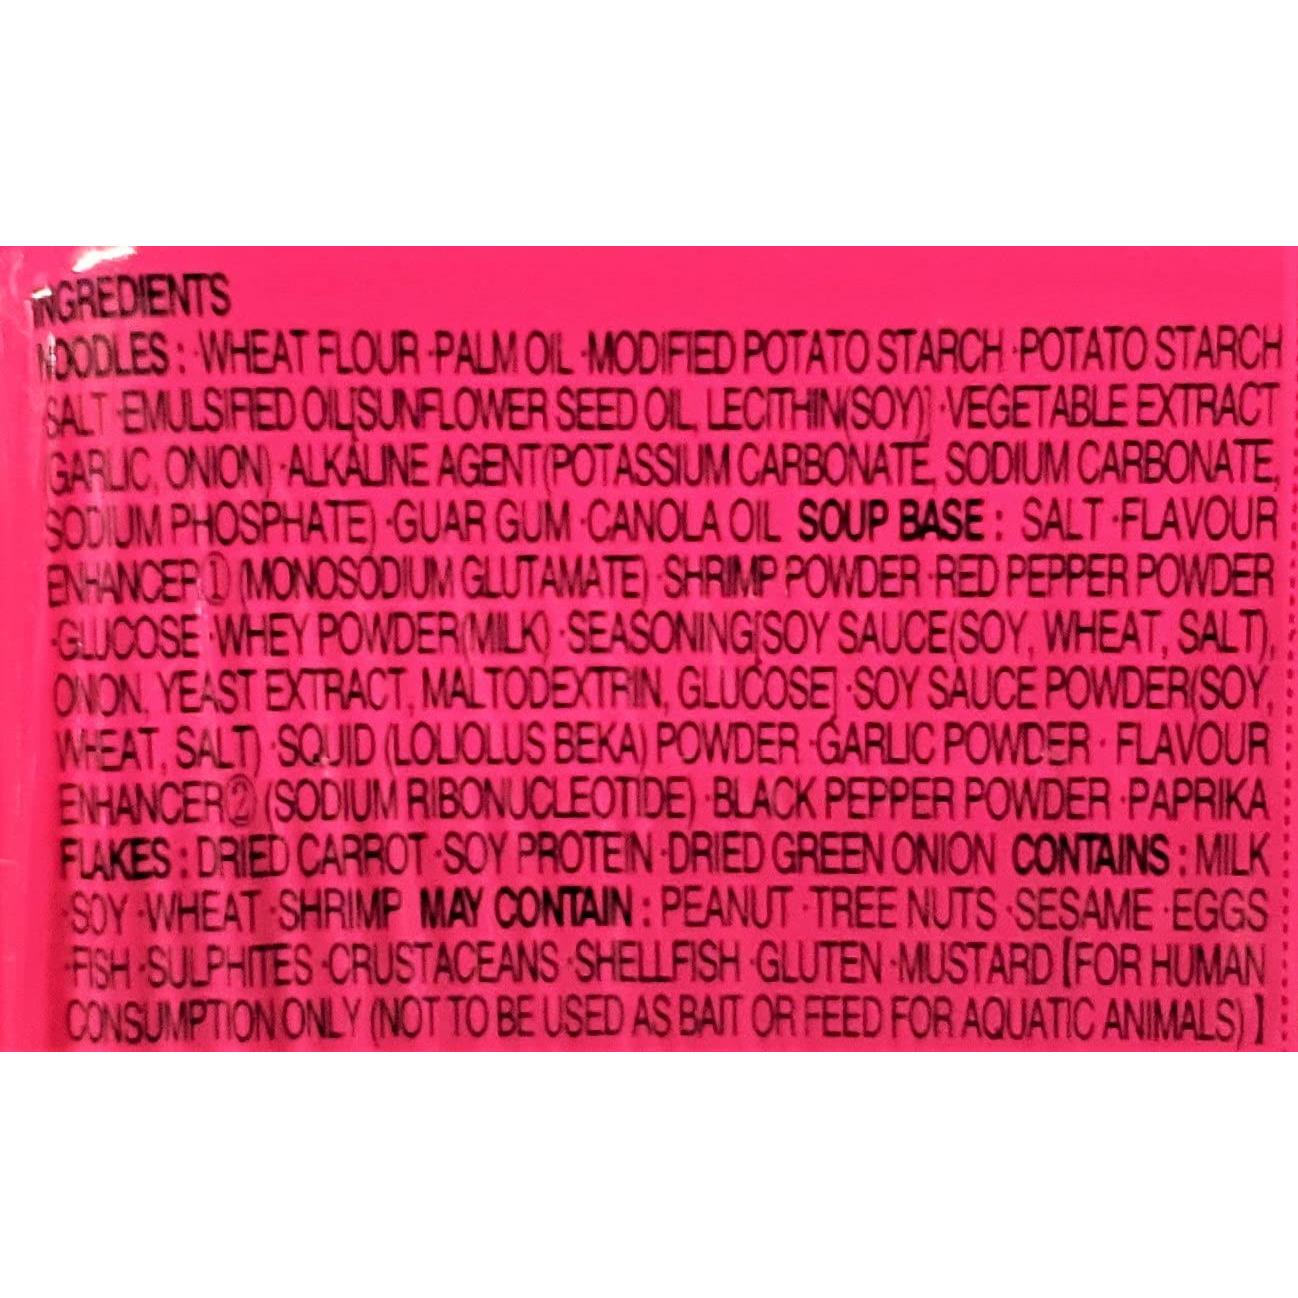 INGREDIENTS
NOODLES : ·WHEAT FLOUR ·PALM OIL ·MODIFIED POTATO STARCH ·POTATO STARCH
SALT ·EMULSIFIED OIL[SUNFLOWER SEED OIL, LECITHIN(SOY)] ·VEGETABLE EXTRACT
(GARLIC, ONION) ·ALKALINE AGENT(POTASSIUM CARBONATE, SODIUM CARBONATE,
SODIUM PHOSPHATE) ·GUAR GUM ·CANOLA OIL SOUP BASE : SALT ·FLAVOUR
ENHANCER① (MONOSODIUM GLUTAMATE) ·SHRIMP POWDER ·RED PEPPER POWDER
·GLUCOSE ·WHEY POWDER(MILK) ·SEASONING[SOY SAUCE(SOY, WHEAT, SALT),
ONION, YEAST EXTRACT, MALTODEXTRIN, GLUCOSE] ·SOY SAUCE POWDER(SOY,
WHEAT, SALT) ·SQUID (LOLIOLUS BEKA) POWDER ·GARLIC POWDER · FLAVOUR
ENHANCER② (SODIUM RIBONUCLEOTIDE) ·BLACK PEPPER POWDER ·PAPRIKA
FLAKES : DRIED CARROT ·SOY PROTEIN ·DRIED GREEN ONION CONTAINS : MILK
·SOY ·WHEAT ·SHRIMP MAY CONTAIN : PEANUT ·TREE NUTS ·SESAME ·EGGS
·FISH ·SULPHITES ·CRUSTACEANS ·SHELLFISH ·GLUTEN ·MUSTARD【FOR HUMAN
CONSUMPTION ONLY (NOT TO BE USED AS BAIT OR FEED FOR AQUATIC ANIMALS) 】